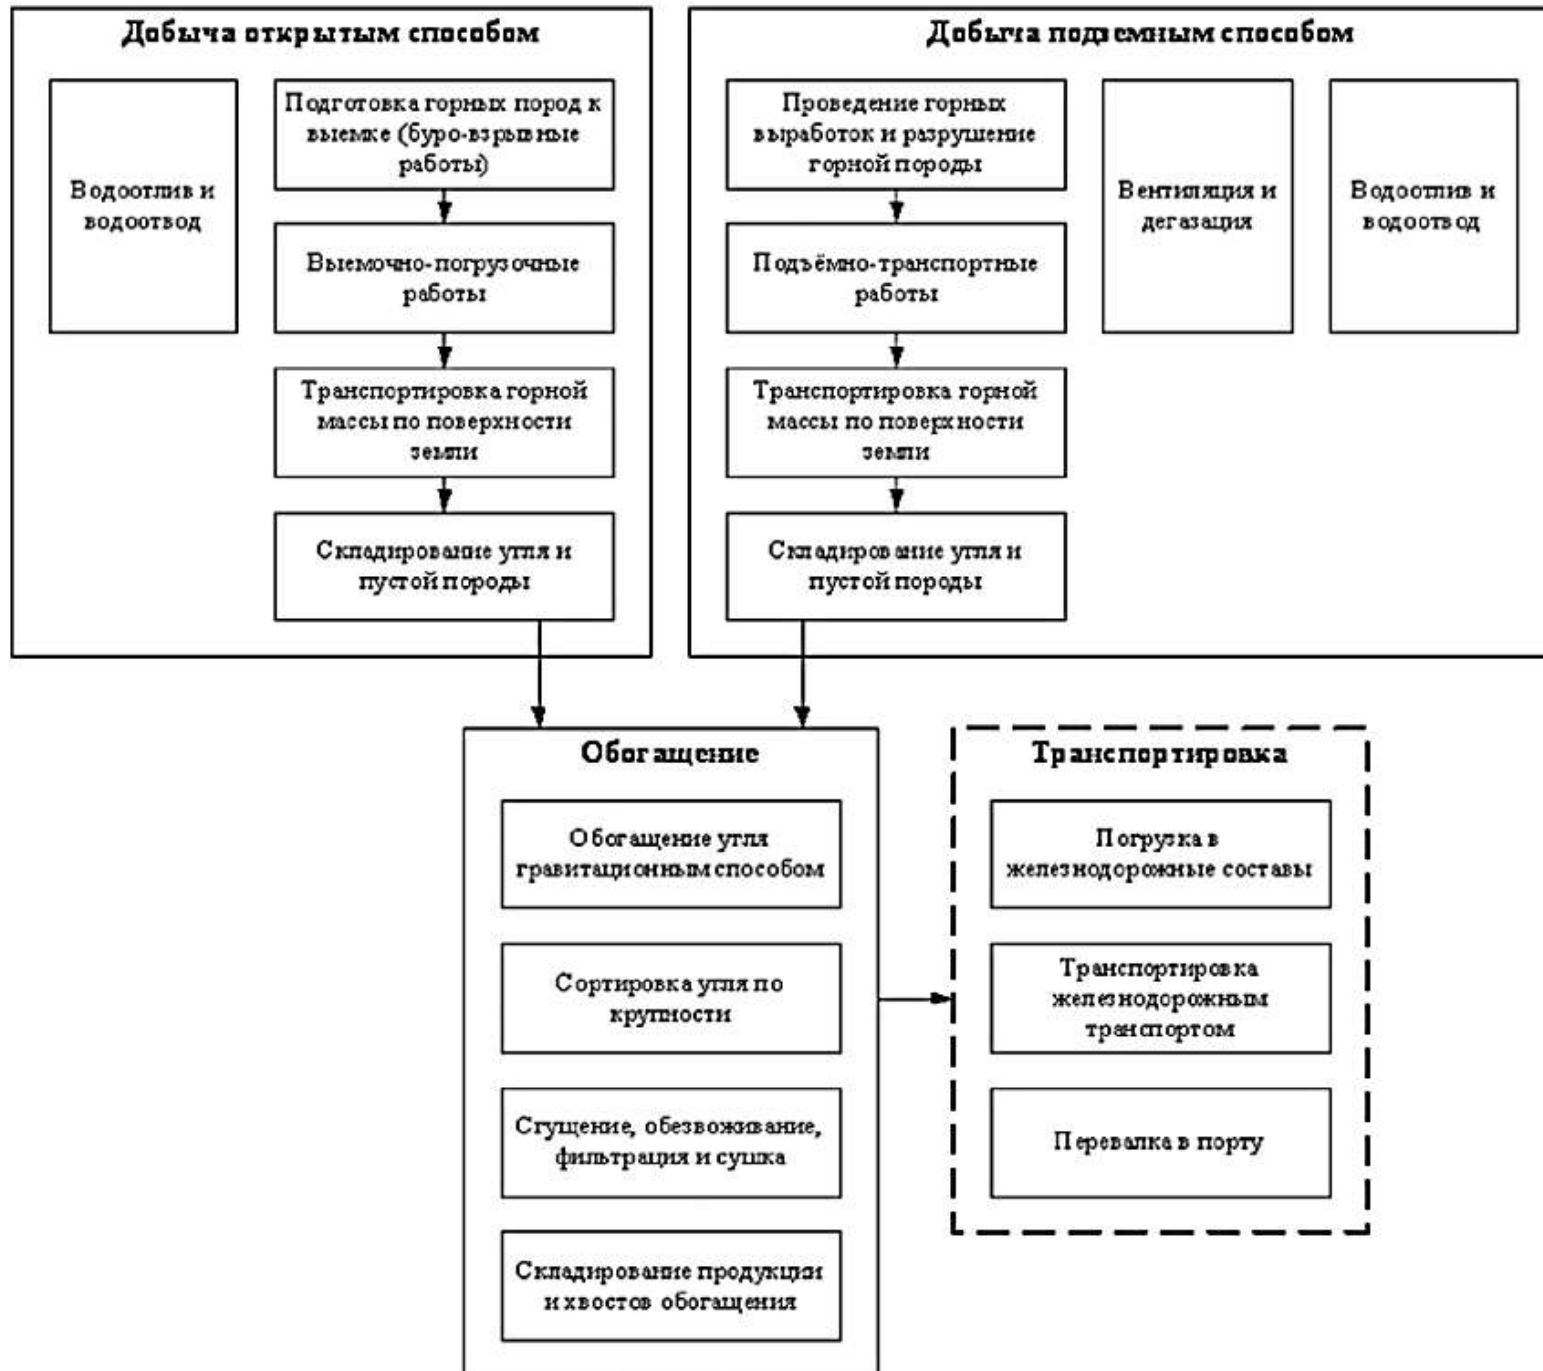 Добыча открытым способом
Водоотлив и
водоотвод
Подготовка горных пород к
выемке (буро-взрывные
работы)
Выемочно-погрузочные
работы
Транспортировка горной
массы по поверхности
земли
Складирование угля и
пустой породы
Добыча подземным способом
Проведение горных
выработок и разрушение
горной породы
Подъёмно-транспортные
работы
Транспортировка горной
массы по поверхности
земли
Складирование угля и
пустой породы
Вентиляция и
дегазация
Водоотлив и
водоотвод
Обогащение
Обогащение угля
гравитационным способом
Сортировка угля по
крупности
Сгущение, обезвоживание,
фильтрация и сушка
Складирование продукции
и хвостов обогащения
Транспортировка
Погрузка в
железнодорожные составы
Транспортировка
железнодорожным
транспортом
Перевалка в порту